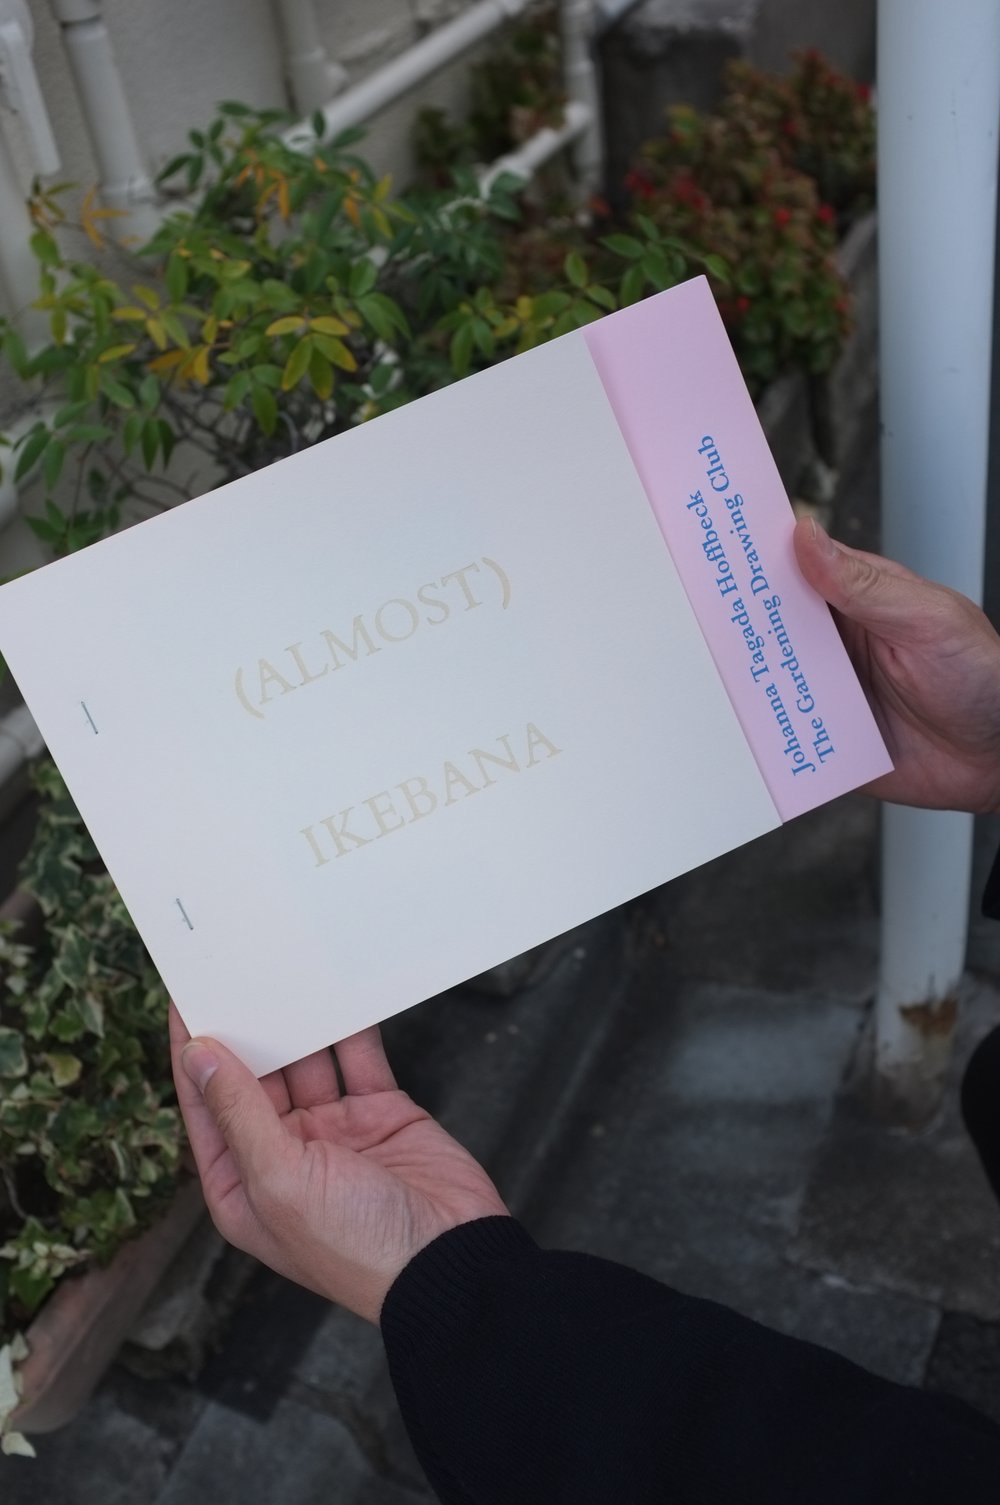 (ALMOST)
IKEBANA
Johanna Tagada Hoffbeck
The Gardening Drawing Club